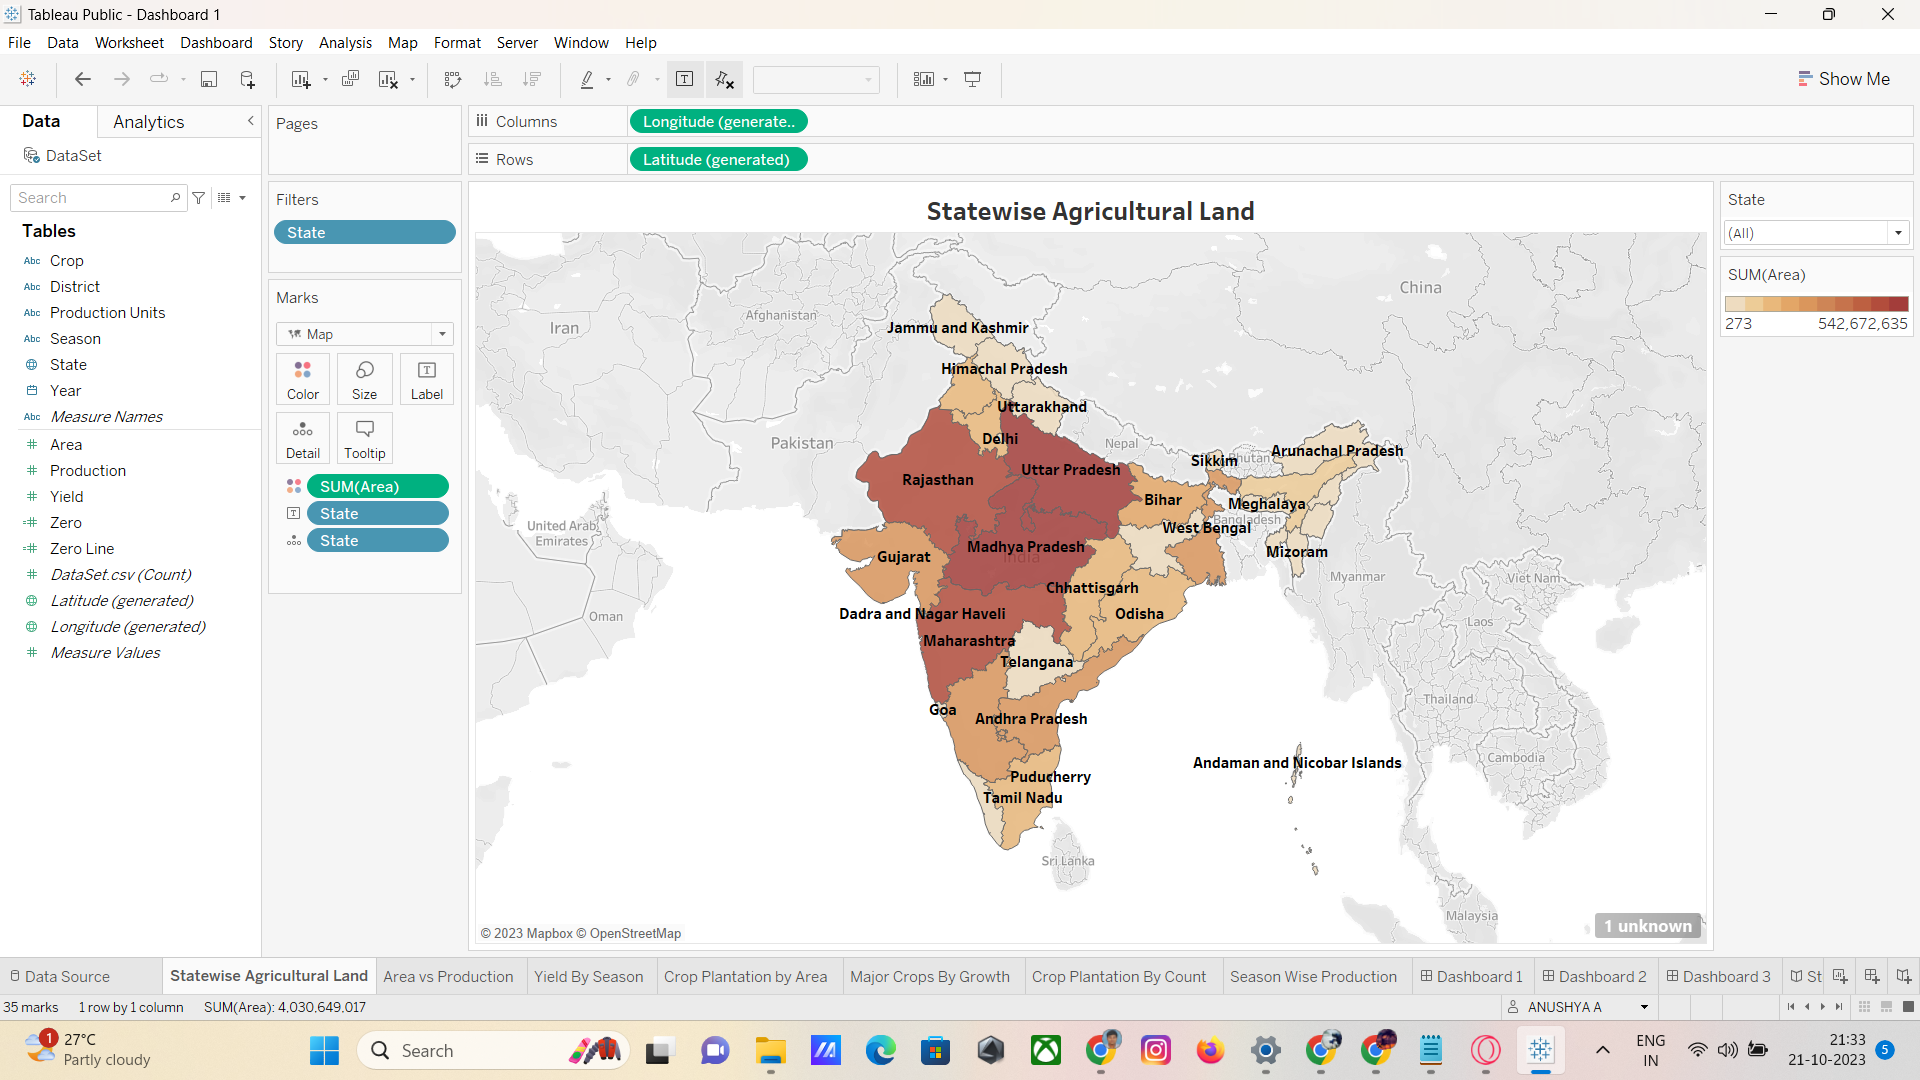 Tableau Public - Dashboard 1
File Data Worksheet Dashboard Story Analysis Map Format Server Window Help
Show Me
Data Analytics
DataSet
Search
Tables
Abc Crop
Abc District
Abc Production Units
Abc Season
State
Year
Abc Measure Names
Area
Production
Yield
Zero
Zero Line
DataSet.csv (Count)
Latitude (generated)
Longitude (generated)
Measure Values
Pages
Filters
State
Marks
Map
Color Size Label
Detail Tooltip
SUM(Area)
State
State
Columns Longitude (generate..
Rows Latitude (generated)
Statewise Agricultural Land
China
Iran
Afghanistan
Jammu and Kashmir
Himachal Pradesh
Uttarakhand
Pakistan
Delhi
Nepal
Arunachal Pradesh
Sikkim
Bhutan
Uttar Pradesh
Rajasthan
Bihar
Meghalaya
Bangladesh
West Bengal
United Arab
Emirates
Madhya Pradesh
India
Mizoram
Gujarat
Myanmar
Viet Nam
Chhattisgarh
Oman
Dadra and Nagar Haveli
Odisha
Laos
Maharashtra
Telangana
Thailand
Goa
Andhra Pradesh
Cambodia
Andaman and Nicobar Islands
Puducherry
Tamil Nadu
Sri Lanka
Malaysia
© 2023 Mapbox © OpenStreetMap
1 unknown
State
(All)
SUM(Area)
273 542,672,635
Data Source Statewise Agricultural Land Area vs Production Yield By Season Crop Plantation by Area Major Crops By Growth Crop Plantation By Count Season Wise Production Dashboard 1 Dashboard 2 Dashboard 3 St
35 marks 1 row by 1 column SUM(Area): 4,030,649,017 ANUSHYA A
1
27°C
Partly cloudy
Search
ENG
IN
21:33
21-10-2023
5